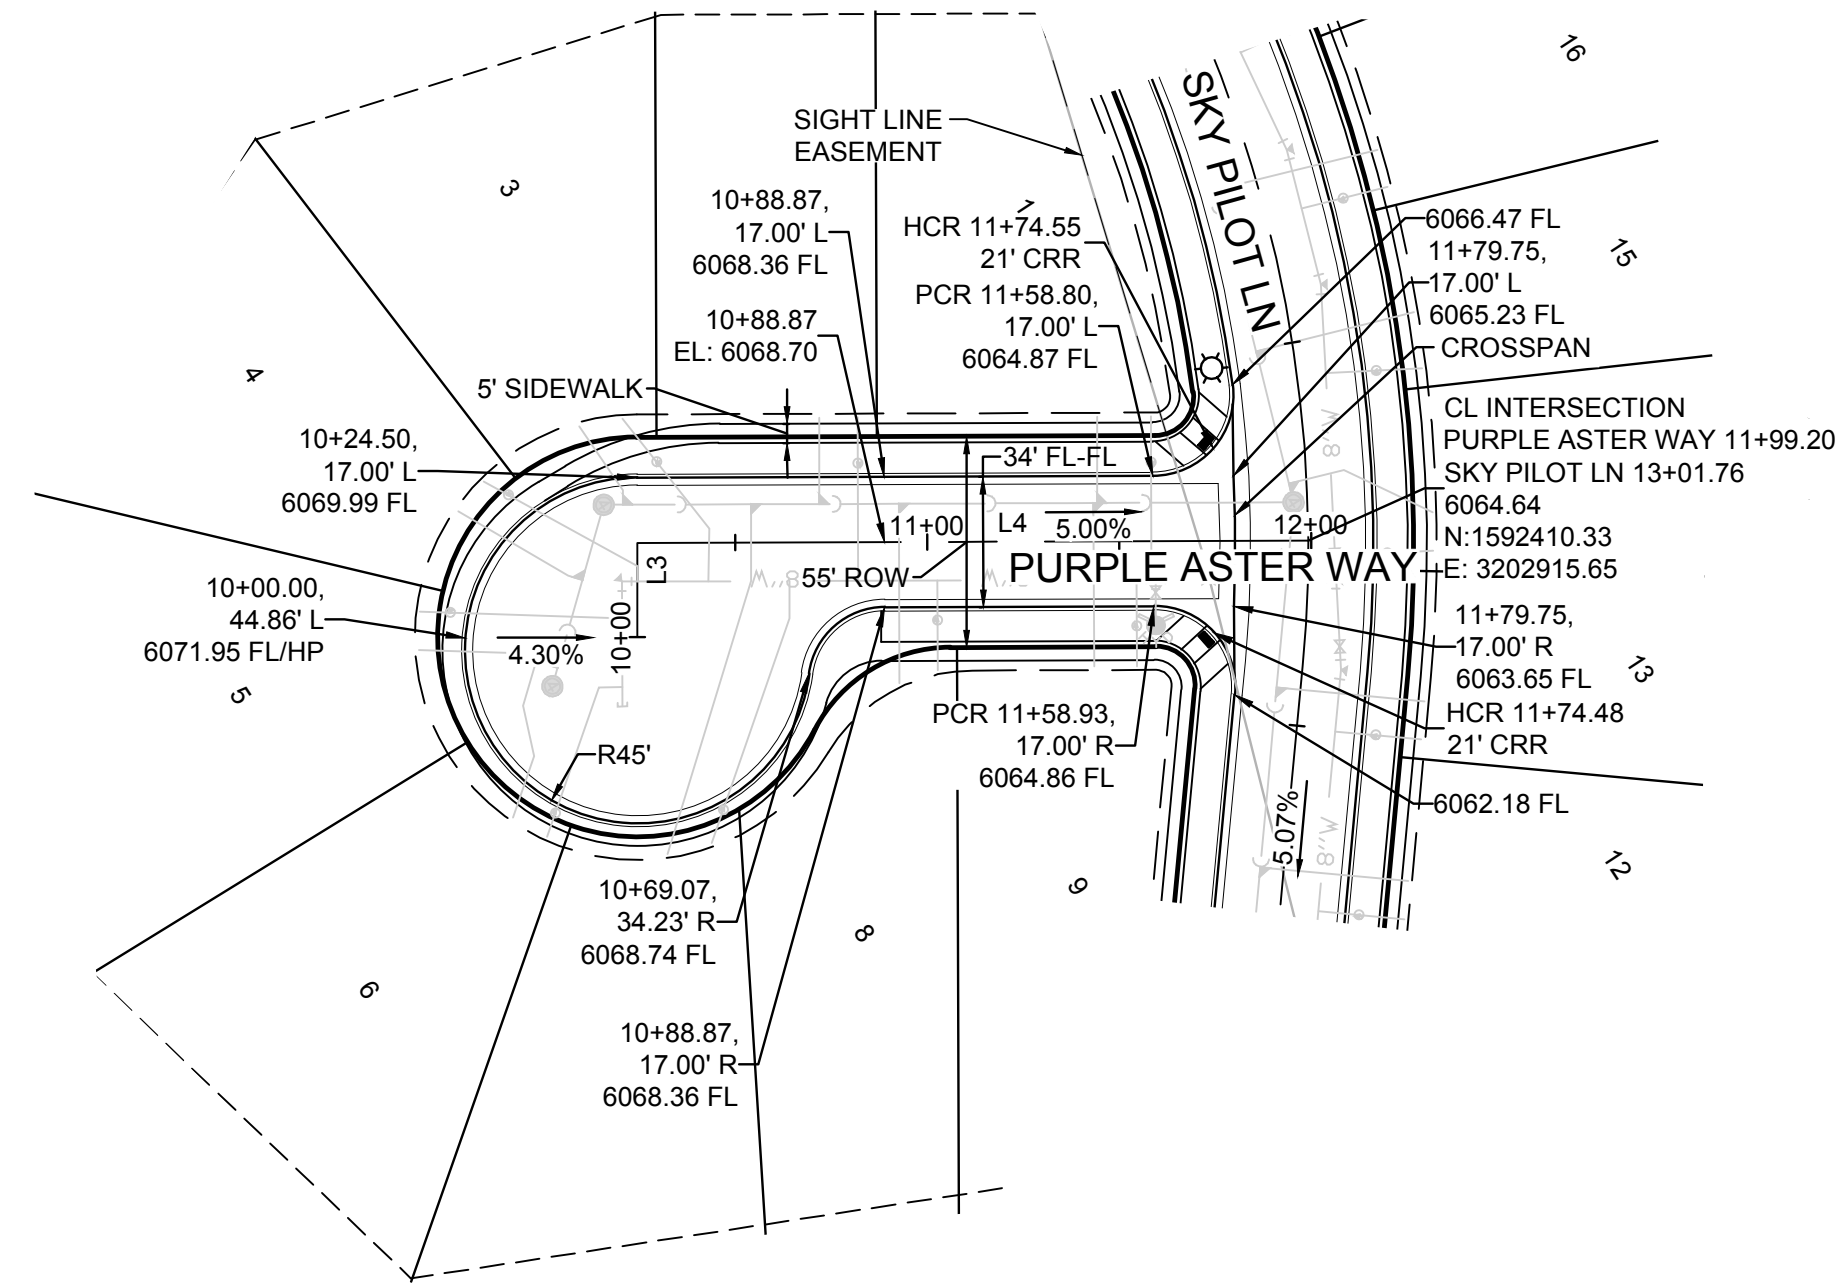 16
SKY PILOT LN
SIGHT LINE
EASEMENT
3
10+88.87,
17.00' L
6068.36 FL
1
HCR 11+74.55
21' CRR
6066.47 FL
11+79.75,
17.00' L
6065.23 FL
15
PCR 11+58.80,
17.00' L
6064.87 FL
10+88.87
EL: 6068.70
CROSSPAN
4
5' SIDEWALK
CL INTERSECTION
PURPLE ASTER WAY 11+99.20
SKY PILOT LN 13+01.76
6064.64
N:1592410.33
E: 3202915.65
10+24.50,
17.00' L
6069.99 FL
34' FL-FL
8"W
11+00
L4
5.00%
12+00
L3
8"W
55' ROW
PURPLE ASTER WAY
10+00.00,
44.86' L
6071.95 FL/HP
10+00
4.30%
11+79.75,
17.00' R
6063.65 FL
13
5
HCR 11+74.48
21' CRR
PCR 11+58.93,
17.00' R
6064.86 FL
R45'
6062.18 FL
5.07%
8"W
12
10+69.07,
34.23' R
6068.74 FL
9
8
6
10+88.87,
17.00' R
6068.36 FL